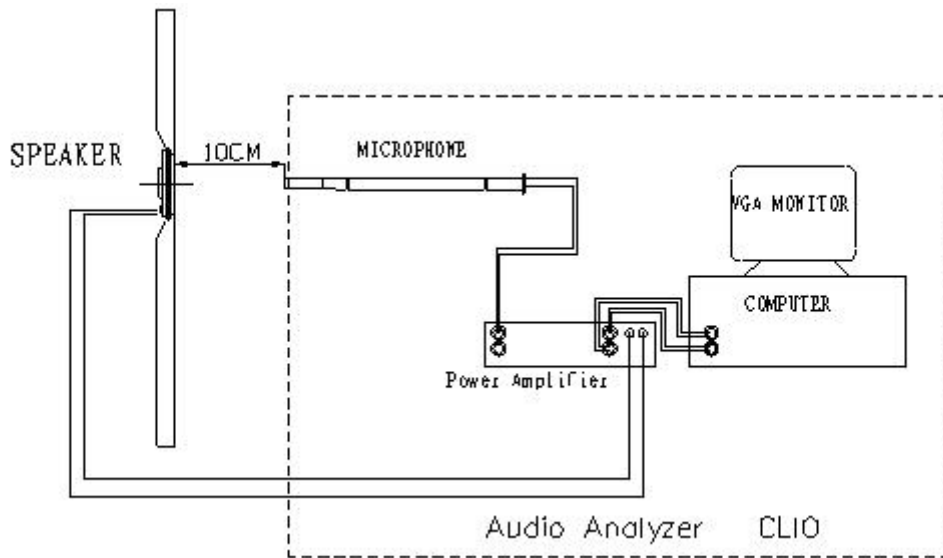 SPEAKER
10CM
MICROPHONE
VGA MONITOR
COMPUTER
Power Amplifier
Audio Analyzer CLIO